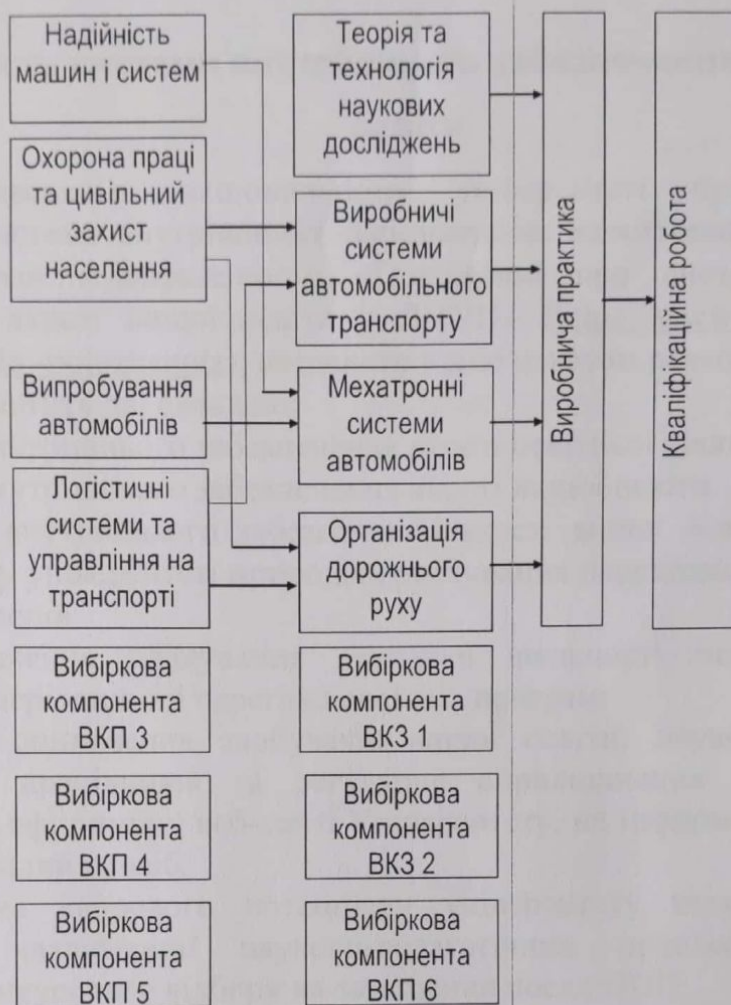 Надійність
машин і систем
Охорона праці
та цивільний
захист
населення
Випробування
автомобілів
Логістичні
системи та
управління на
транспорті
Вибіркова
компонента
ВКП 3
Вибіркова
компонента
ВКП 4
Вибіркова
компонента
ВКП 5
Теорія та
технологія
наукових
досліджень
Виробничі
системи
автомобільного
транспорту
Мехатронні
системи
автомобілів
Організація
дорожнього
руху
Вибіркова
компонента
ВКЗ 1
Вибіркова
компонента
ВКЗ 2
Вибіркова
компонента
ВКП 6
Виробнича практика
Кваліфікаційна робота